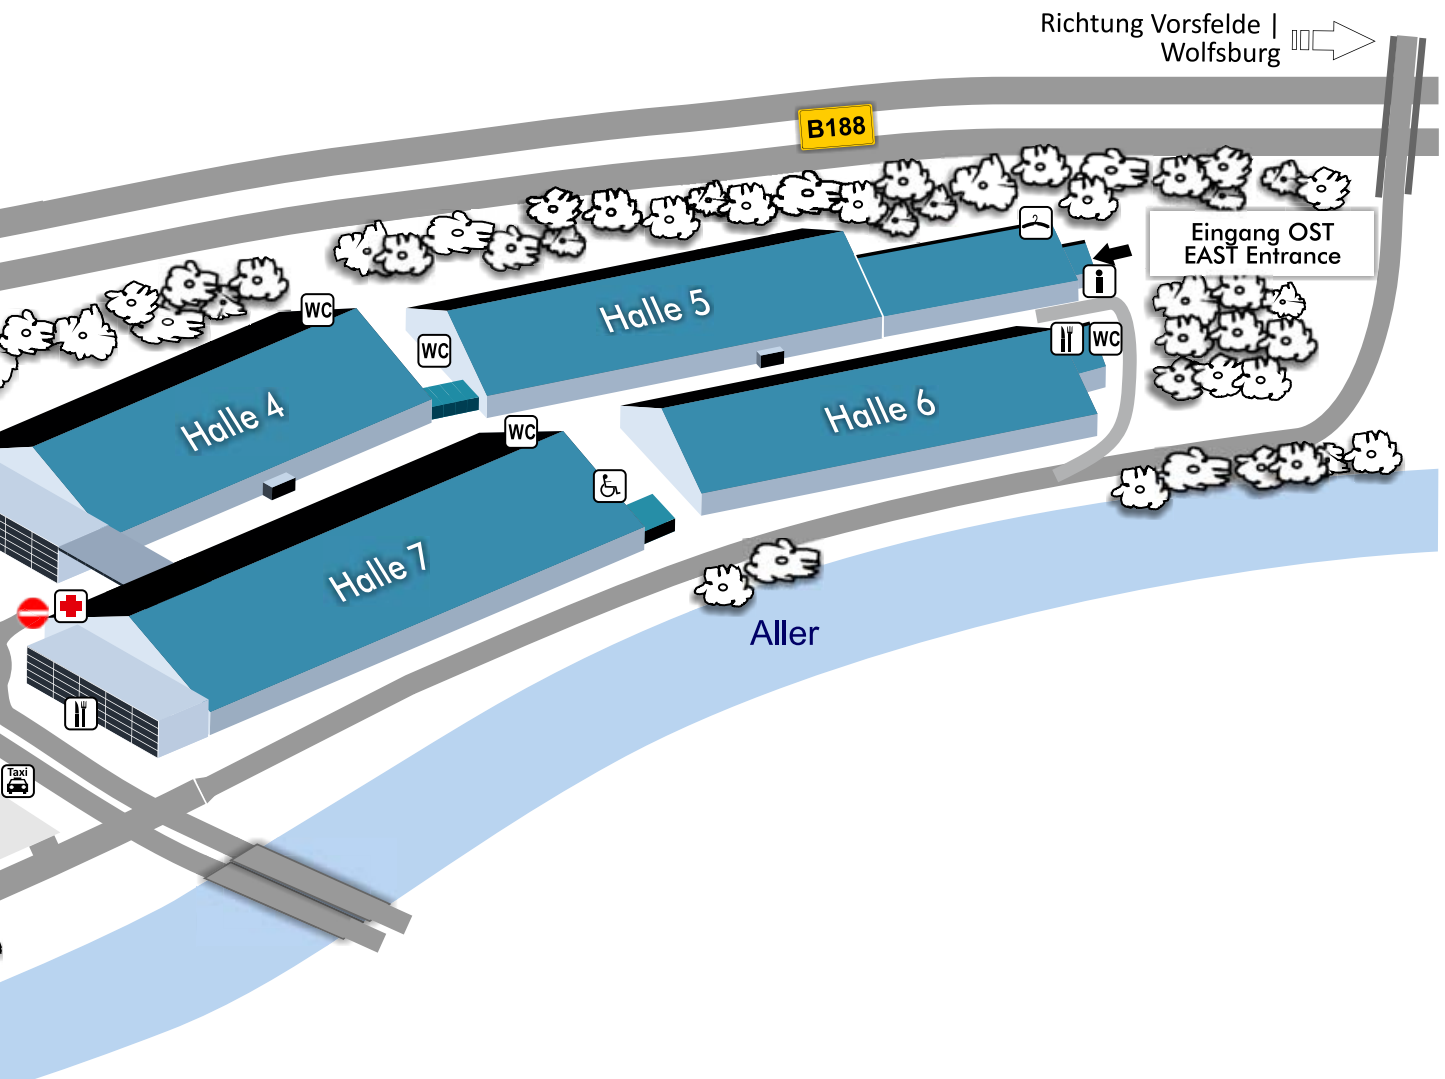 Richtung Vorsfelde |
Wolfsburg
B188
Eingang OST
EAST Entrance
WC
Halle 5
WC
WC
Halle 4
Halle 6
WC
Halle 7
Aller
Taxi